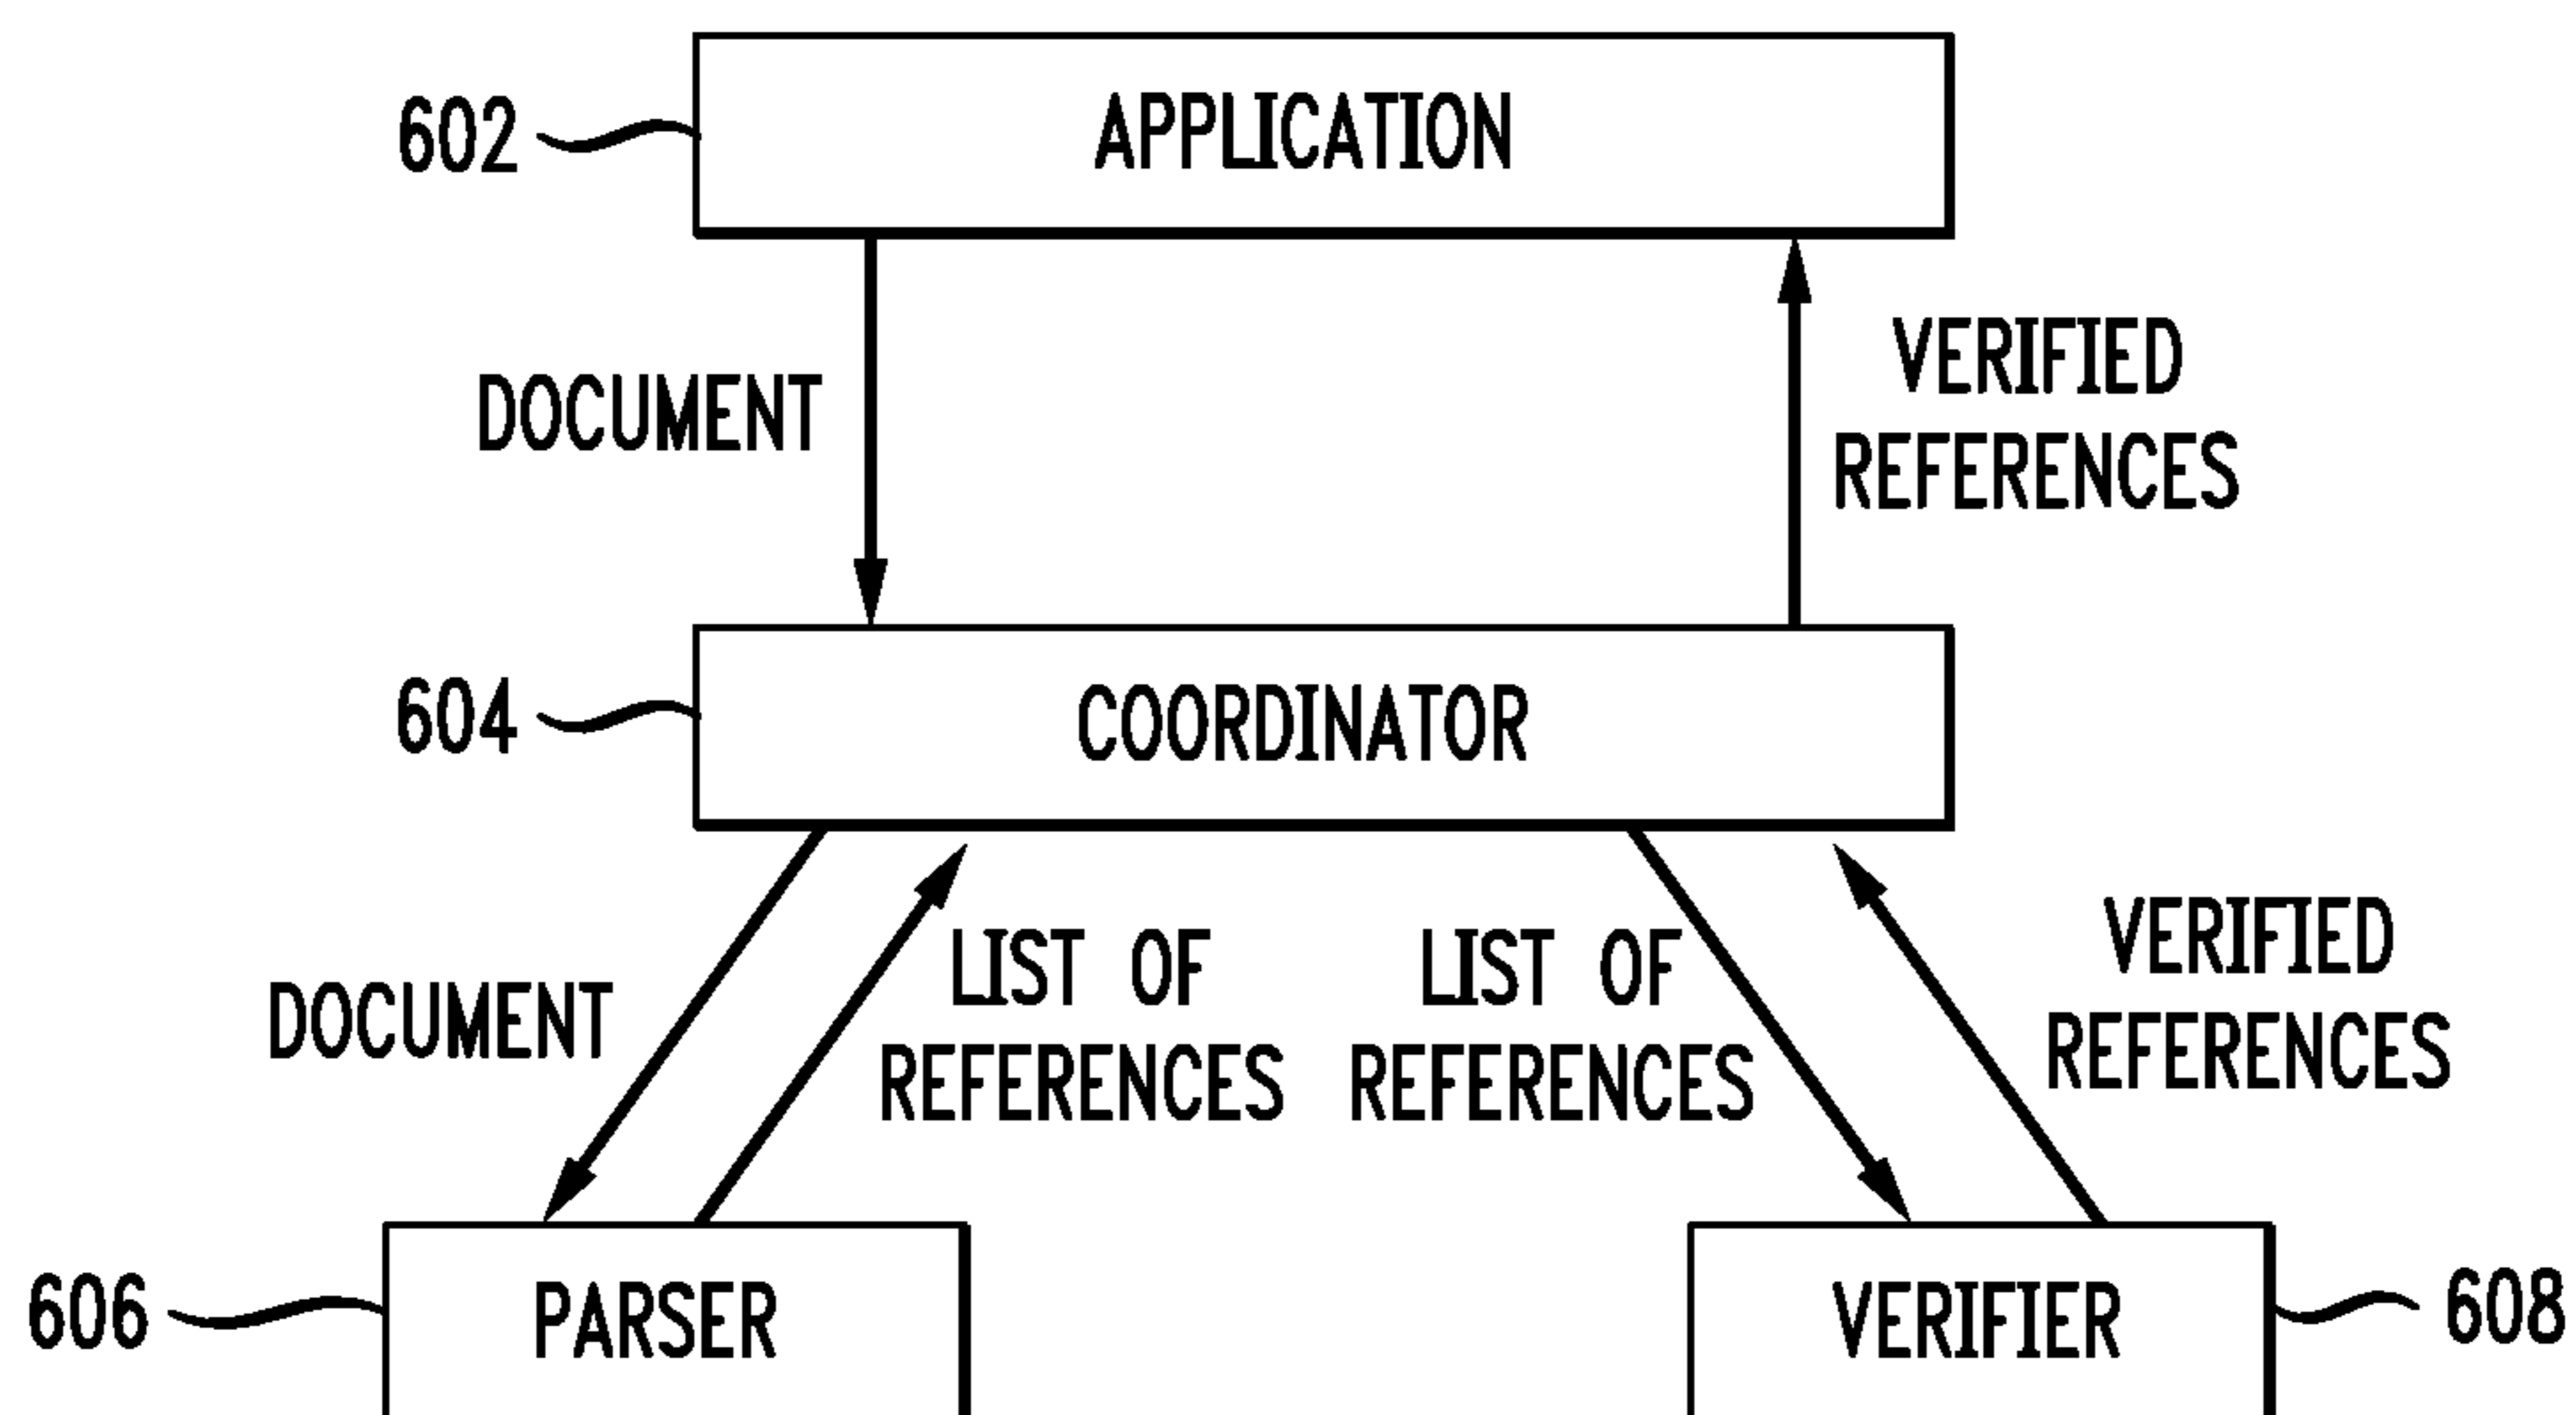 602
APPLICATION
DOCUMENT
VERIFIED
REFERENCES
604
COORDINATOR
DOCUMENT
LIST OF
REFERENCES
LIST OF
REFERENCES
VERIFIED
REFERENCES
606
PARSER
VERIFIER
608